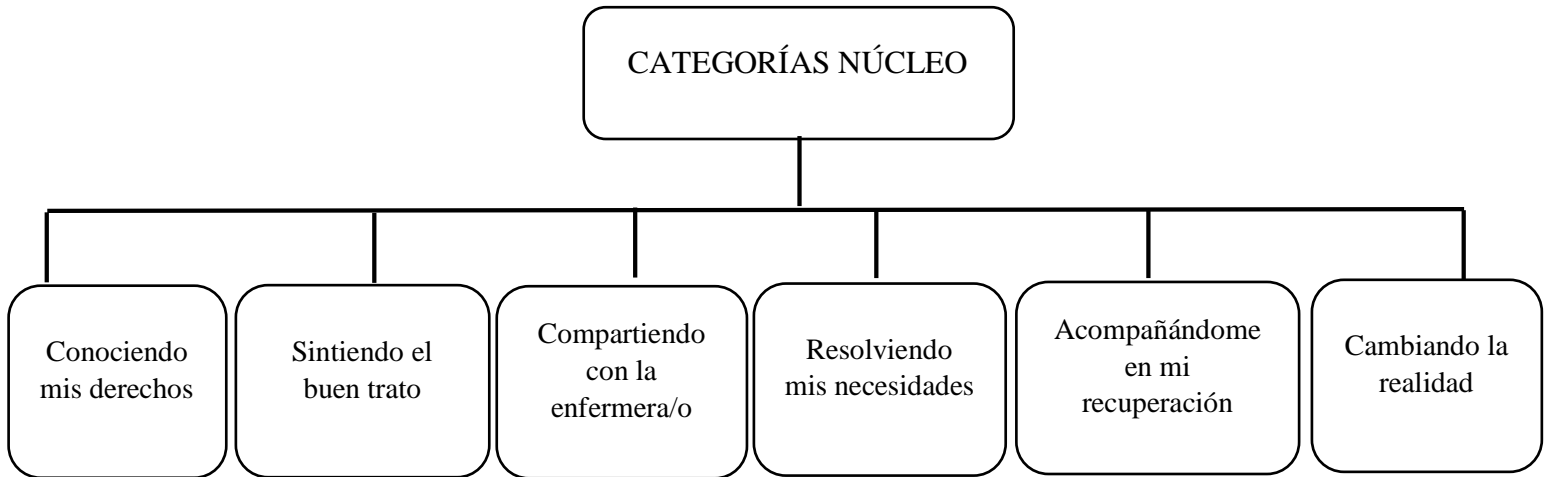 CATEGORÍAS NÚCLEO
Conociendo
mis derechos
Sintiendo el
buen trato
Compartiendo
con la
enfermera/o
Resolviendo
mis necesidades
Acompañándome
en mi
recuperación
Cambiando la
realidad